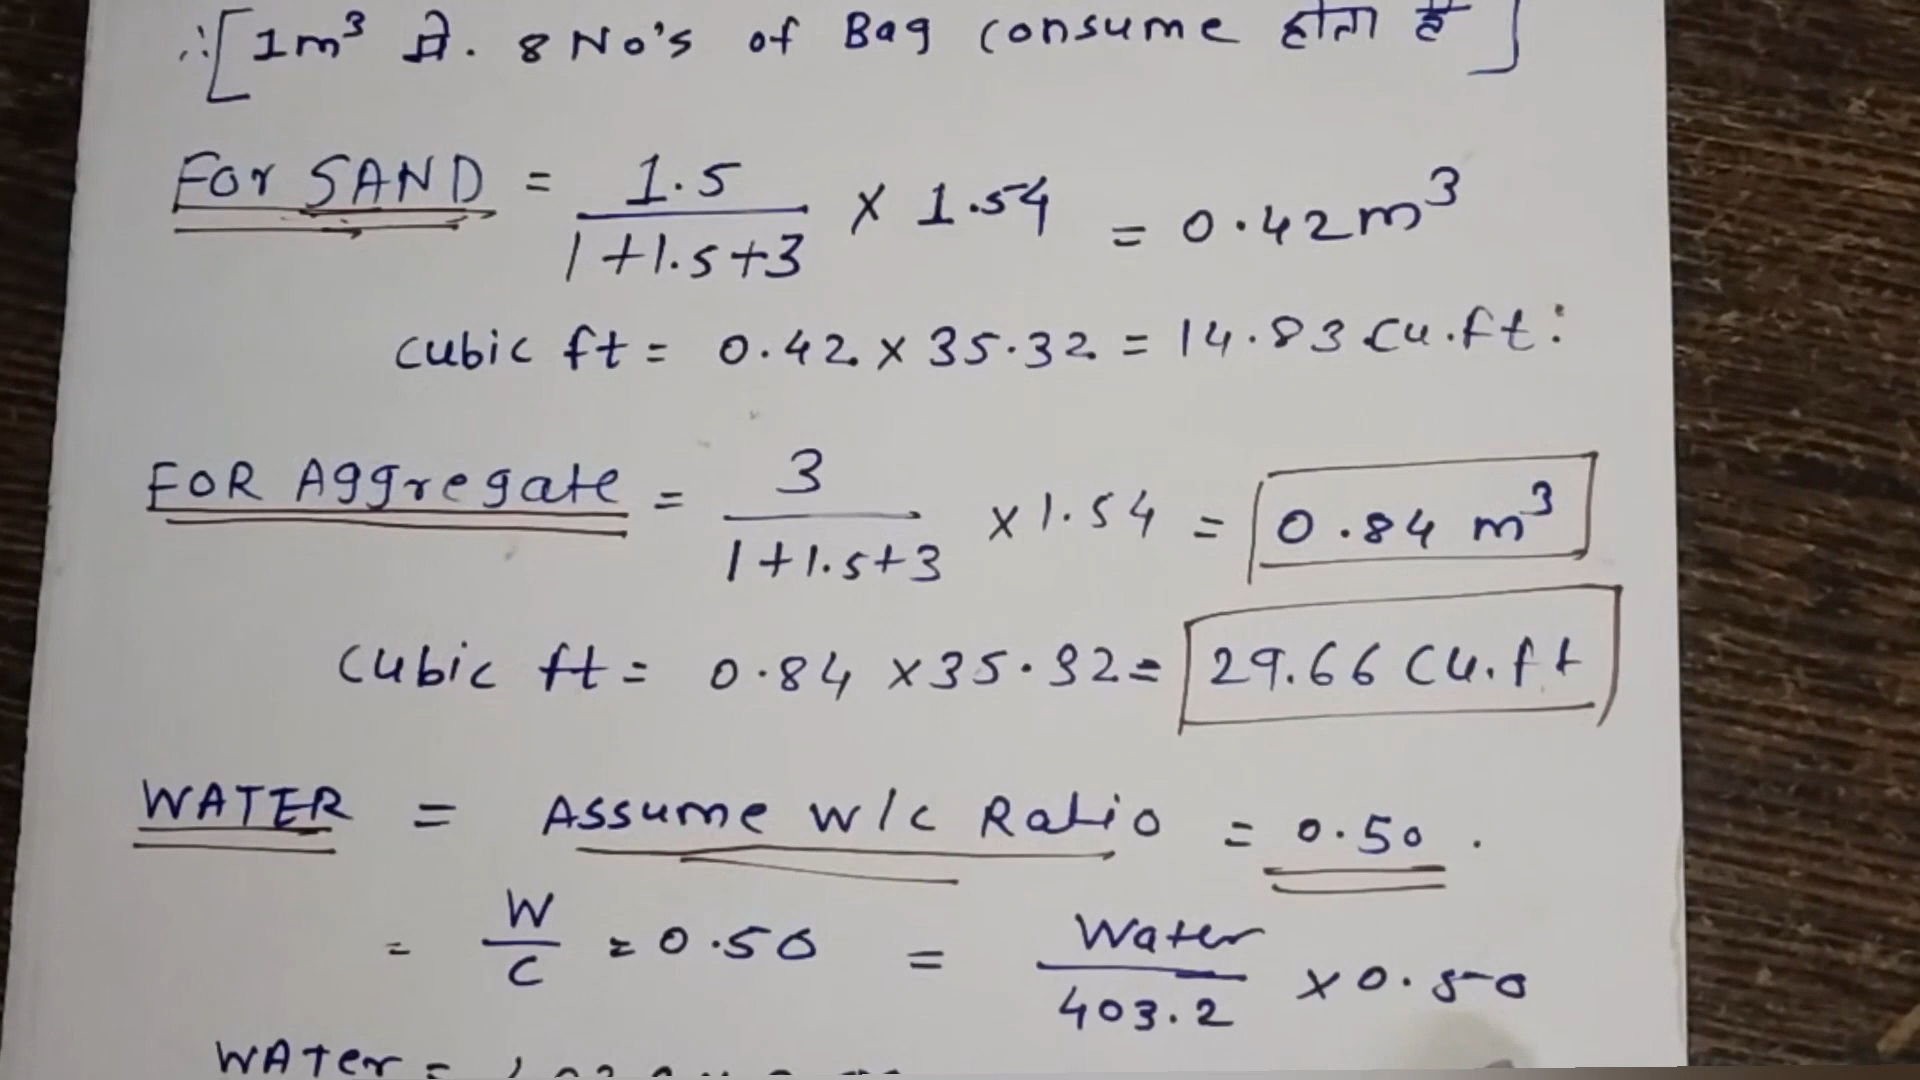 ∴ [1m³ में. 8 No's of Bag consume होता है]
For SAND = 1.5 / 1+1.5+3 × 1.54 = 0.42 m³
cubic ft = 0.42 × 35.32 = 14.83 cu.ft:
FOR Aggregate = 3 / 1+1.5+3 × 1.54 = 0.84 m³
cubic ft = 0.84 × 35.32 = 29.66 cu.ft
WATER = Assume w/c Ratio = 0.50.
= W / C = 0.50 = Water / 403.2 × 0.50
WATer =